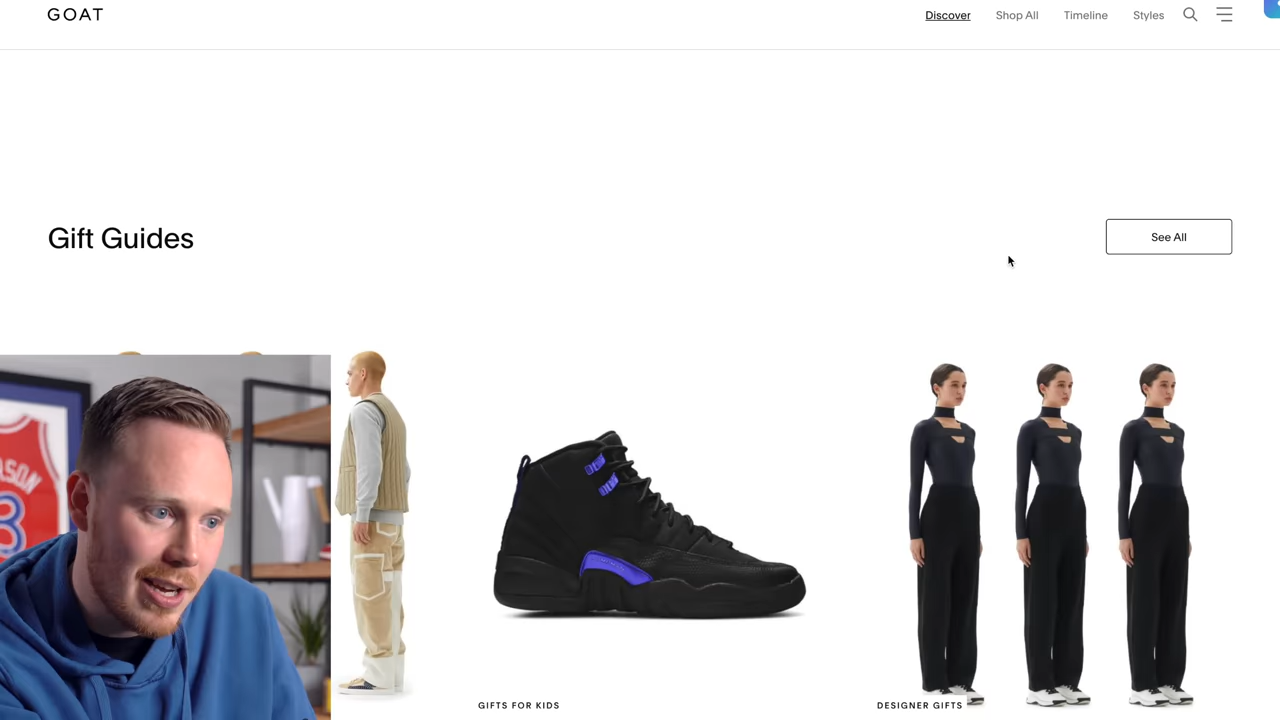 GOAT
Discover Shop All Timeline Styles
Gift Guides
See All
GIFTS FOR KIDS
DESIGNER GIFTS